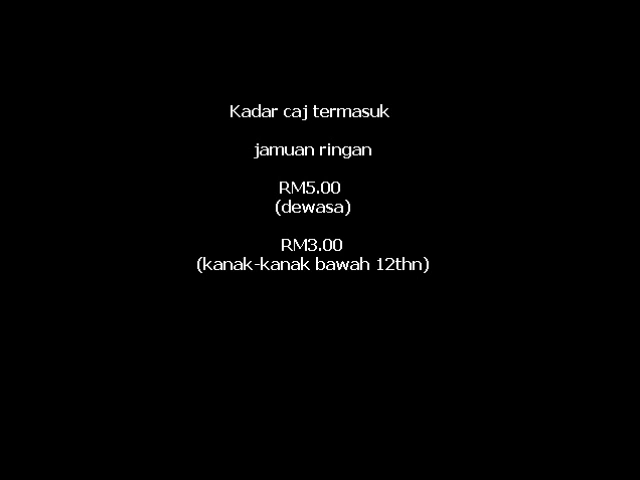 Kadar caj termasuk
jamuan ringan
RM5.00
(dewasa)
RM3.00
(kanak-kanak bawah 12thn)